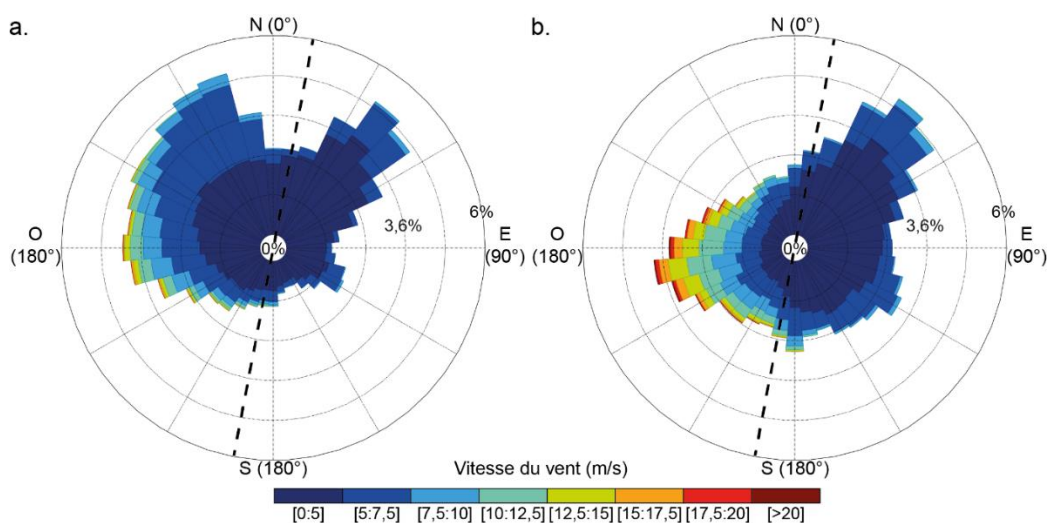 a.
N (0°)
6%
3,6%
0%
O
(180°)
E
(90°)
S (180°)
b.
N (0°)
6%
3,6%
0%
O
(180°)
E
(90°)
S (180°)
Vitesse du vent (m/s)
[0:5] [5:7,5] [7,5:10] [10:12,5] [12,5:15] [15:17,5] [17,5:20] [>20]